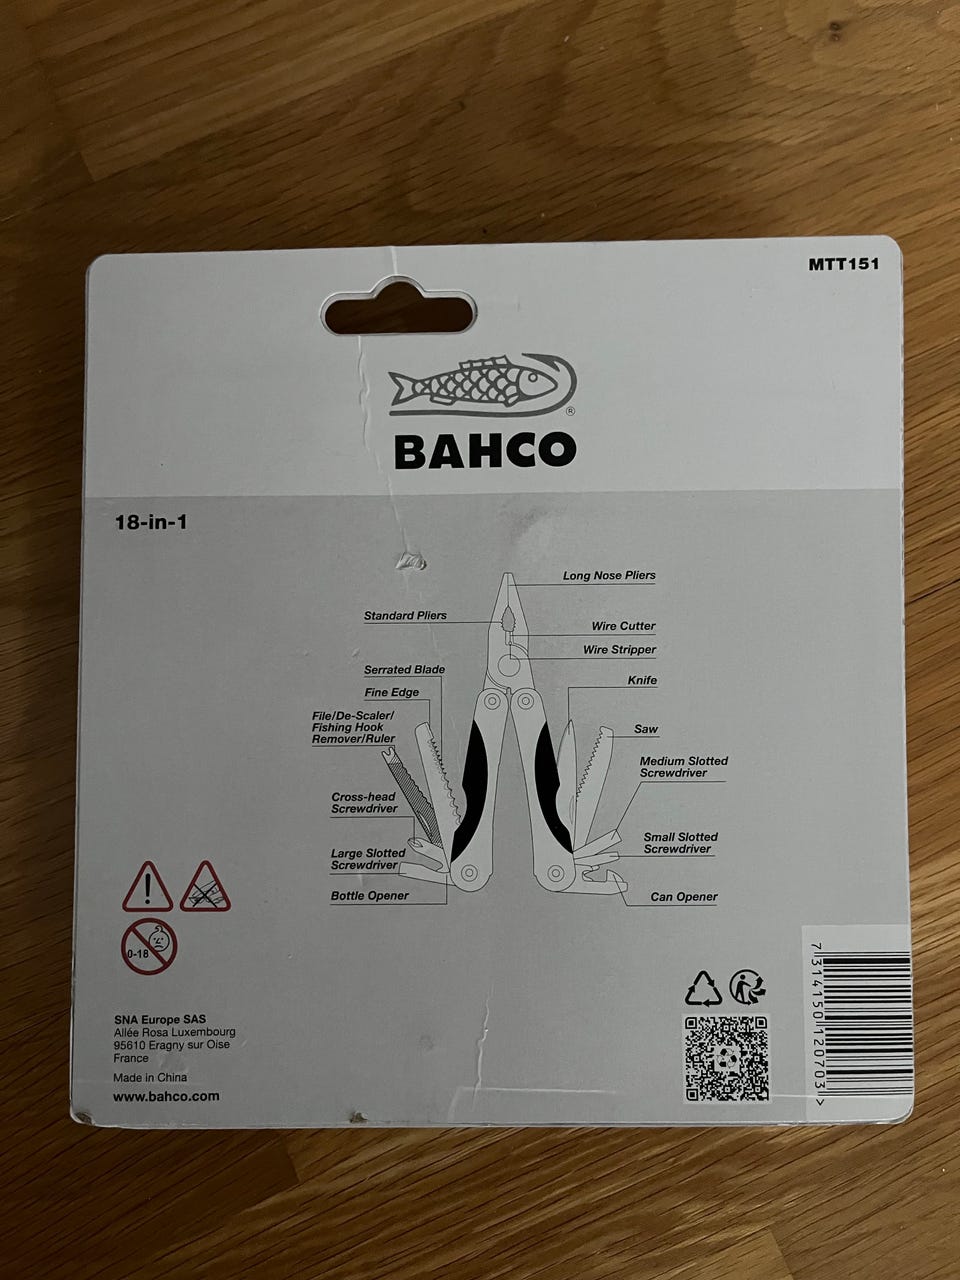 MTT151
®
BAHCO
18-in-1
Long Nose Pliers
Standard Pliers
Wire Cutter
Wire Stripper
Serrated Blade
Knife
Fine Edge
File/De-Scaler/
Fishing Hook
Remover/Ruler
Saw
Medium Slotted
Screwdriver
Cross-head
Screwdriver
Small Slotted
Screwdriver
Large Slotted
Screwdriver
Bottle Opener
Can Opener
0-18
SNA Europe SAS
Allée Rosa Luxembourg
95610 Eragny sur Oise
France
Made in China
www.bahco.com
7 314150 120703 >